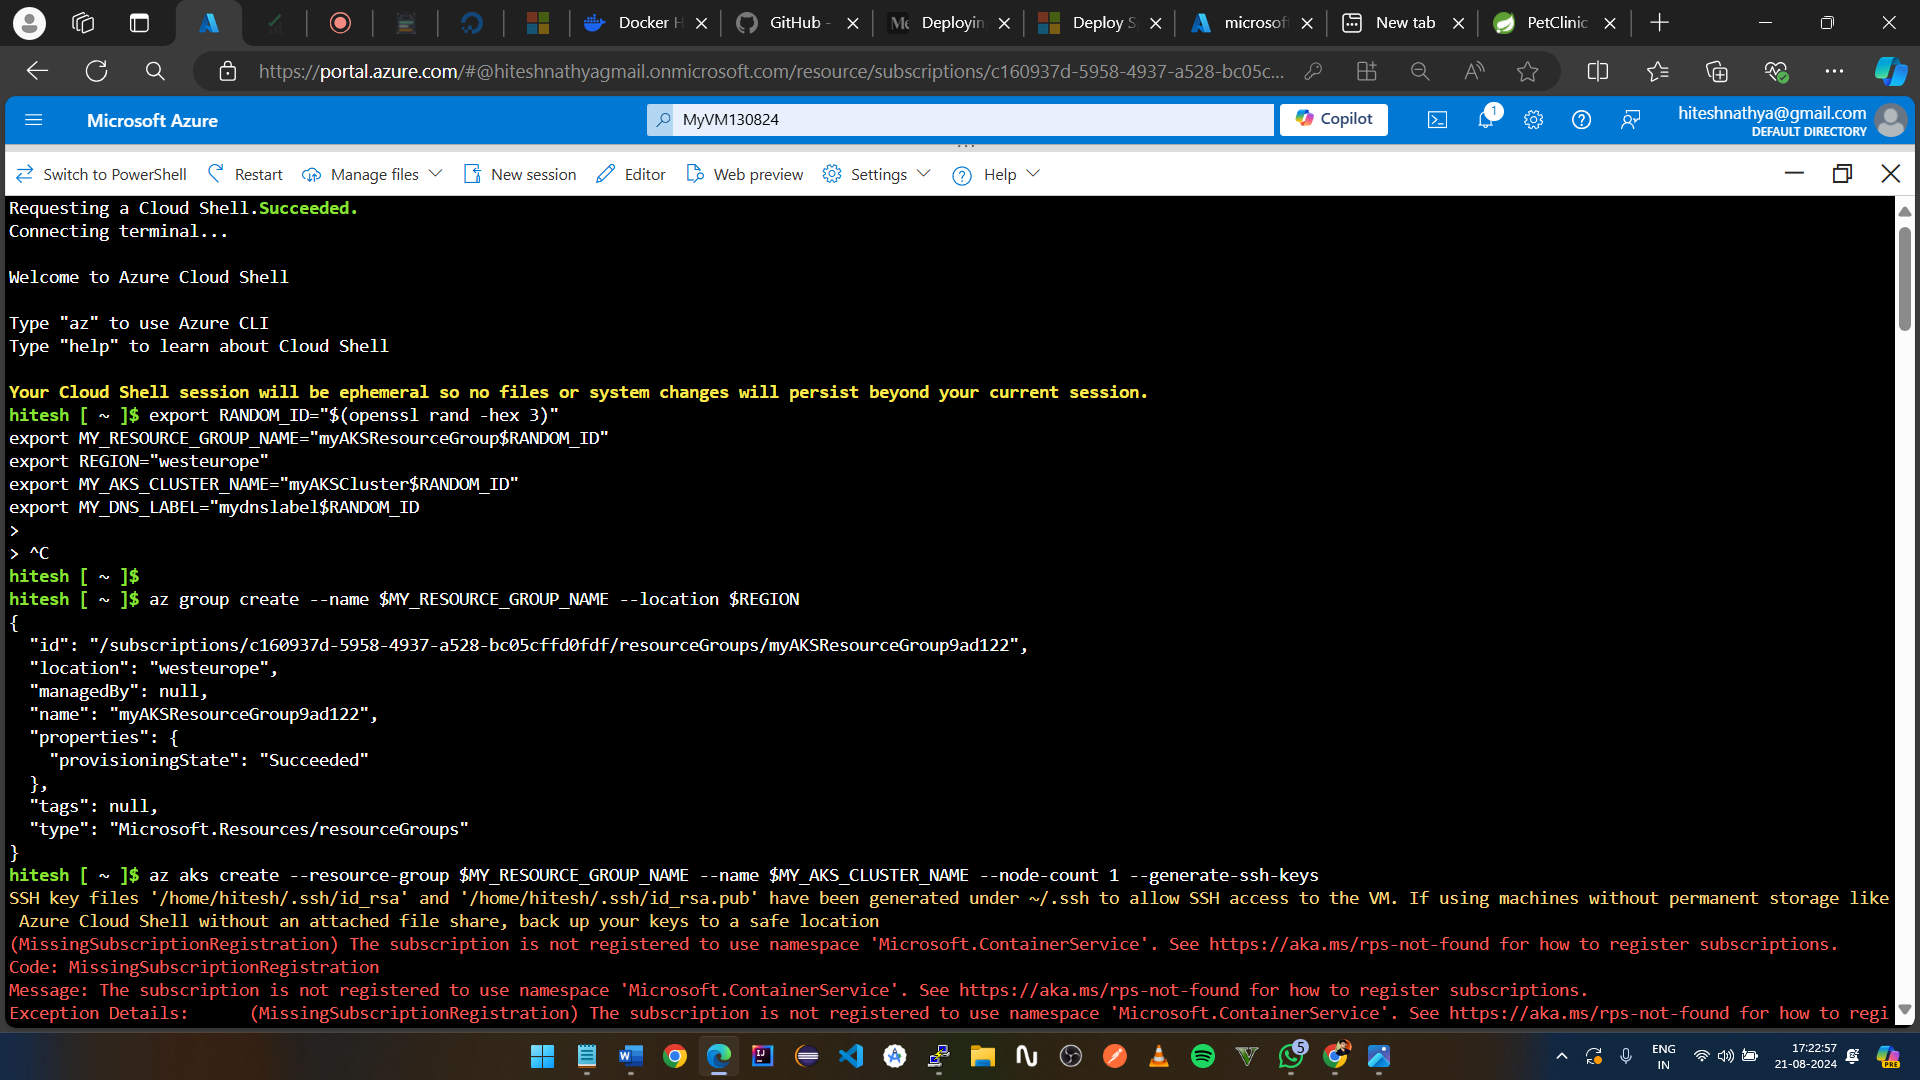 Docker H
GitHub -
Deployin
Deploy S
microsof
New tab
PetClinic
https://portal.azure.com/#@hiteshnathyagmail.onmicrosoft.com/resource/subscriptions/c160937d-5958-4937-a528-bc05c...
Microsoft Azure
MyVM130824
Copilot
1
hiteshnathya@gmail.com
DEFAULT DIRECTORY
Switch to PowerShell
Restart
Manage files
New session
Editor
Web preview
Settings
Help
Requesting a Cloud Shell.Succeeded.
Connecting terminal...
Welcome to Azure Cloud Shell
Type "az" to use Azure CLI
Type "help" to learn about Cloud Shell
Your Cloud Shell session will be ephemeral so no files or system changes will persist beyond your current session.
hitesh [ ~ ]$ export RANDOM_ID="$(openssl rand -hex 3)"
export MY_RESOURCE_GROUP_NAME="myAKSResourceGroup$RANDOM_ID"
export REGION="westeurope"
export MY_AKS_CLUSTER_NAME="myAKSCluster$RANDOM_ID"
export MY_DNS_LABEL="mydnslabel$RANDOM_ID
>
> ^C
hitesh [ ~ ]$
hitesh [ ~ ]$ az group create --name $MY_RESOURCE_GROUP_NAME --location $REGION
{
"id": "/subscriptions/c160937d-5958-4937-a528-bc05cffd0fdf/resourceGroups/myAKSResourceGroup9ad122",
"location": "westeurope",
"managedBy": null,
"name": "myAKSResourceGroup9ad122",
"properties": {
"provisioningState": "Succeeded"
},
"tags": null,
"type": "Microsoft.Resources/resourceGroups"
}
hitesh [ ~ ]$ az aks create --resource-group $MY_RESOURCE_GROUP_NAME --name $MY_AKS_CLUSTER_NAME --node-count 1 --generate-ssh-keys
SSH key files '/home/hitesh/.ssh/id_rsa' and '/home/hitesh/.ssh/id_rsa.pub' have been generated under ~/.ssh to allow SSH access to the VM. If using machines without permanent storage like
Azure Cloud Shell without an attached file share, back up your keys to a safe location
(MissingSubscriptionRegistration) The subscription is not registered to use namespace 'Microsoft.ContainerService'. See https://aka.ms/rps-not-found for how to register subscriptions.
Code: MissingSubscriptionRegistration
Message: The subscription is not registered to use namespace 'Microsoft.ContainerService'. See https://aka.ms/rps-not-found for how to register subscriptions.
Exception Details: (MissingSubscriptionRegistration) The subscription is not registered to use namespace 'Microsoft.ContainerService'. See https://aka.ms/rps-not-found for how to regi
5
ENG
IN
17:22:57
21-08-2024